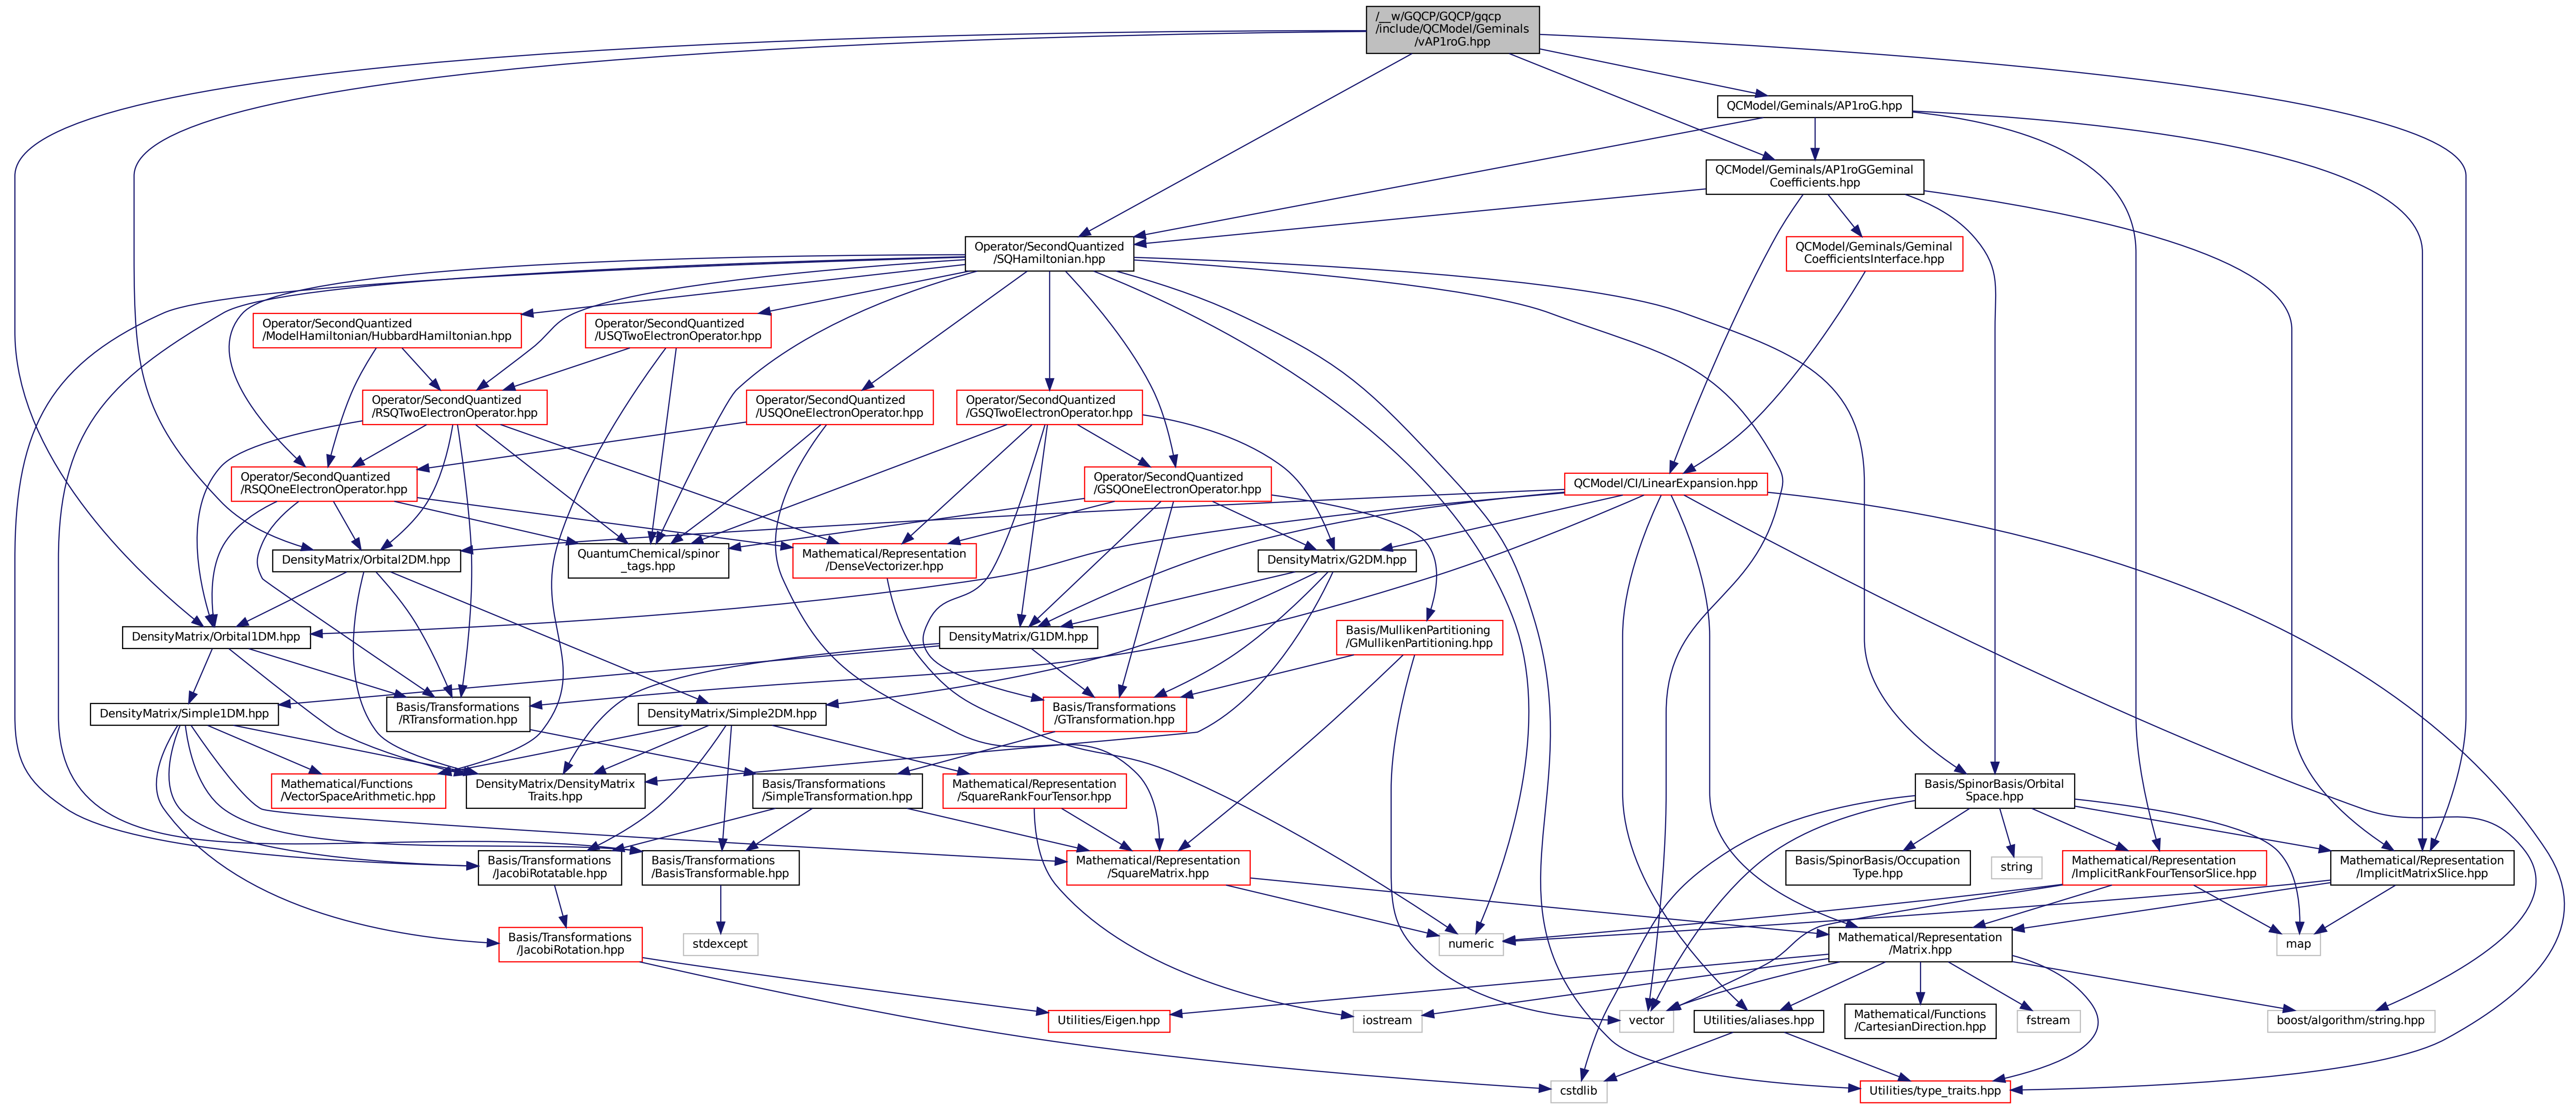 /__w/GQCP/GQCP/gqcp
/include/QCModel/Geminals
/vAP1roG.hpp
QCModel/Geminals/AP1roG.hpp
QCModel/Geminals/AP1roGGeminal
Coefficients.hpp
Operator/SecondQuantized
/SQHamiltonian.hpp
QCModel/Geminals/Geminal
CoefficientsInterface.hpp
Operator/SecondQuantized
/ModelHamiltonian/HubbardHamiltonian.hpp
Operator/SecondQuantized
/USQTwoElectronOperator.hpp
Operator/SecondQuantized
/RSQTwoElectronOperator.hpp
Operator/SecondQuantized
/USQOneElectronOperator.hpp
Operator/SecondQuantized
/GSQTwoElectronOperator.hpp
Operator/SecondQuantized
/RSQOneElectronOperator.hpp
Operator/SecondQuantized
/GSQOneElectronOperator.hpp
QCModel/CI/LinearExpansion.hpp
DensityMatrix/Orbital2DM.hpp
QuantumChemical/spinor
_tags.hpp
Mathematical/Representation
/DenseVectorizer.hpp
DensityMatrix/G2DM.hpp
DensityMatrix/Orbital1DM.hpp
DensityMatrix/G1DM.hpp
Basis/MullikenPartitioning
/GMullikenPartitioning.hpp
DensityMatrix/Simple1DM.hpp
Basis/Transformations
/RTransformation.hpp
DensityMatrix/Simple2DM.hpp
Basis/Transformations
/GTransformation.hpp
Mathematical/Functions
/VectorSpaceArithmetic.hpp
DensityMatrix/DensityMatrix
Traits.hpp
Basis/Transformations
/SimpleTransformation.hpp
Mathematical/Representation
/SquareRankFourTensor.hpp
Basis/SpinorBasis/Orbital
Space.hpp
Basis/Transformations
/JacobiRotatable.hpp
Basis/Transformations
/BasisTransformable.hpp
Mathematical/Representation
/SquareMatrix.hpp
Basis/SpinorBasis/Occupation
Type.hpp
string
Mathematical/Representation
/ImplicitRankFourTensorSlice.hpp
Mathematical/Representation
/ImplicitMatrixSlice.hpp
Basis/Transformations
/JacobiRotation.hpp
stdexcept
numeric
Mathematical/Representation
/Matrix.hpp
map
Utilities/Eigen.hpp
iostream
vector
Utilities/aliases.hpp
Mathematical/Functions
/CartesianDirection.hpp
fstream
boost/algorithm/string.hpp
cstdlib
Utilities/type_traits.hpp